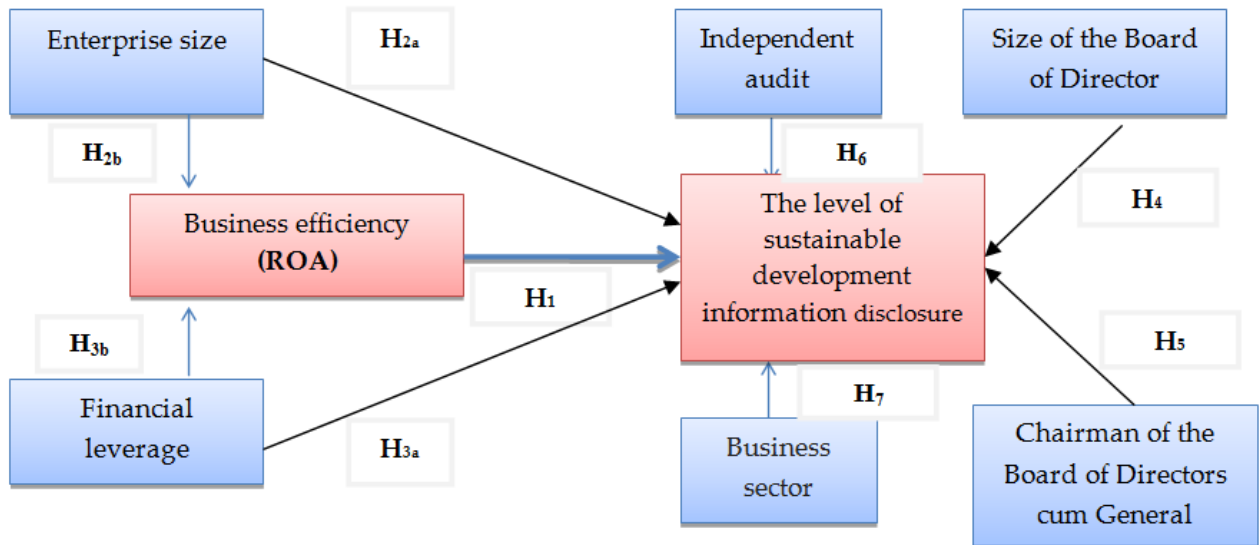 Enterprise size
H2a
Independent
audit
Size of the Board
of Director
H2b
H6
Business efficiency
(ROA)
The level of
sustainable
development
information disclosure
H4
H1
H3b
H5
Financial
leverage
H3a
H7
Business
sector
Chairman of the
Board of Directors
cum General